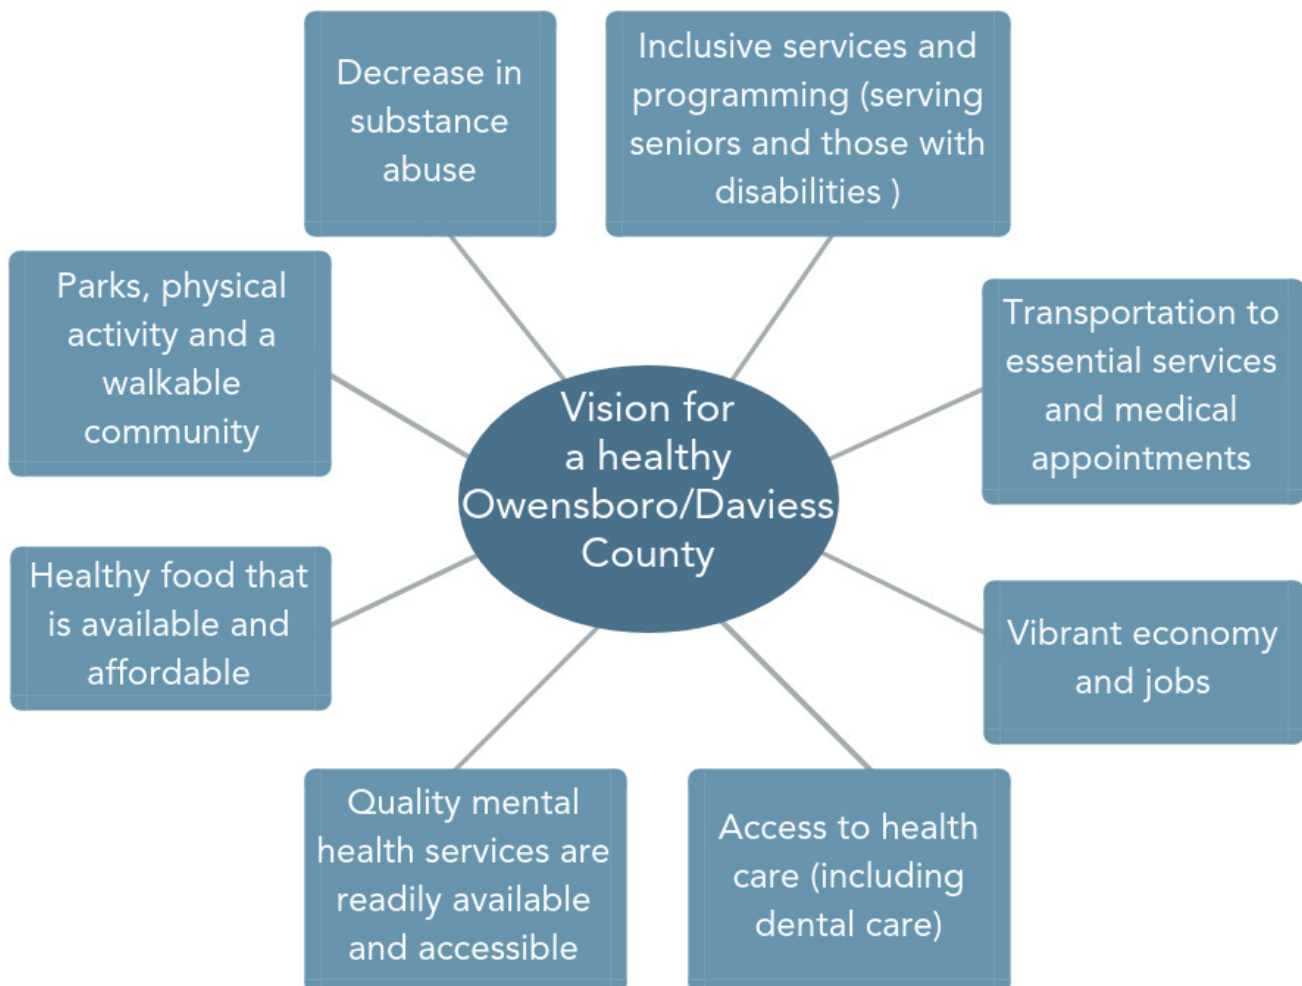 Decrease in
substance
abuse
Inclusive services and
programming (serving
seniors and those with
disabilities )
Parks, physical
activity and a
walkable
community
Transportation to
essential services
and medical
appointments
Vision for
a healthy
Owensboro/Daviess
County
Healthy food that
is available and
affordable
Vibrant economy
and jobs
Quality mental
health services are
readily available
and accessible
Access to health
care (including
dental care)